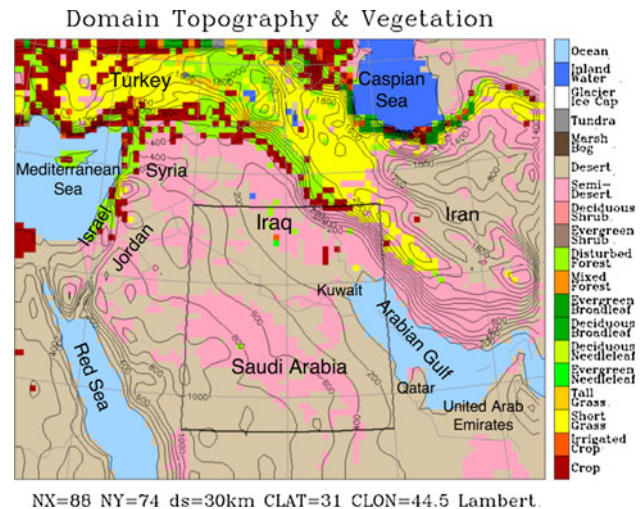 Domain Topography & Vegetation
Turkey
Caspian
Sea
Mediterranean
Sea
Syria
Israel
Jordan
Iraq
Iran
Kuwait
Arabian Gulf
Red Sea
Saudi Arabia
Qatar
United Arab
Emirates
Ocean
Inland
Water
Glacier
Ice Cap
Tundra
Marsh
Bog
Desert
Semi-
Desert
Deciduous
Shrub
Evergreen
Shrub
Disturbed
Forest
Mixed
Forest
Evergreen
Broadleaf
Deciduous
Broadleaf
Deciduous
Needleleaf
Evergreen
Needleleaf
Tall
Grass
Short
Grass
Irrigated
Crop
Crop
NX=88 NY=74 ds=30km CLAT=31 CLON=44.5 Lambert